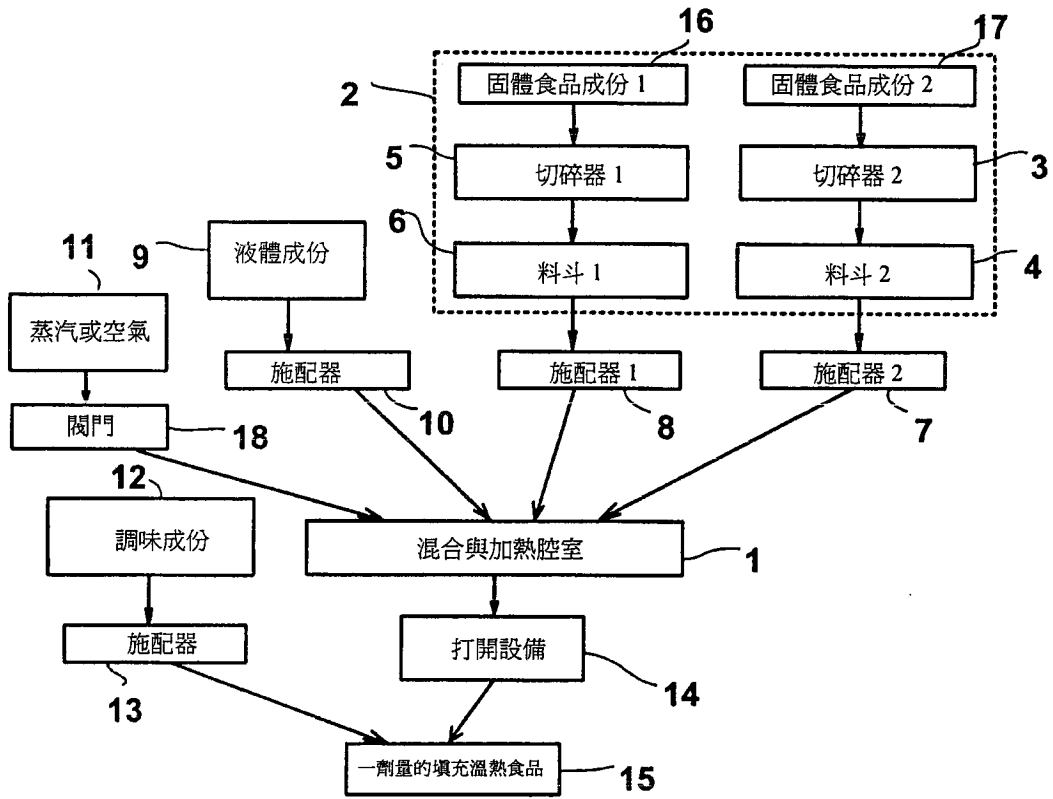 16
17
2
固體食品成份 1
固體食品成份 2
5
切碎器 1
切碎器 2
3
6
9
液體成份
料斗 1
料斗 2
4
11
蒸汽或空氣
施配器
施配器 1
施配器 2
10
8
7
閥門
18
12
調味成份
混合與加熱腔室
1
施配器
打開設備
13
14
一劑量的填充溫熱食品
15